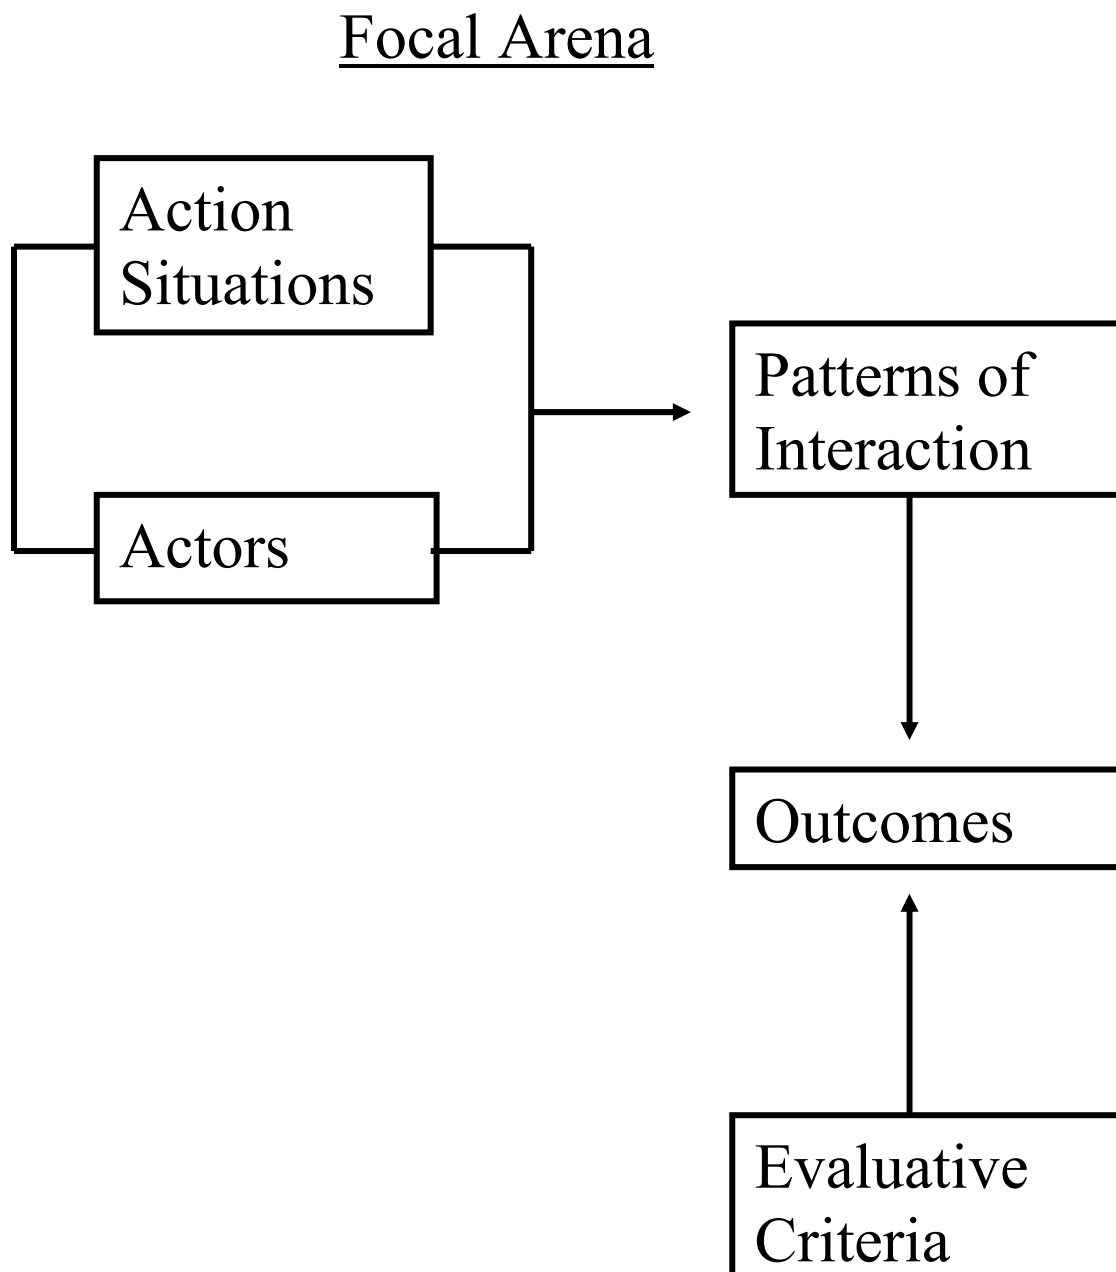 Focal Arena
Action
Situations
Actors
Patterns of
Interaction
Outcomes
Evaluative
Criteria